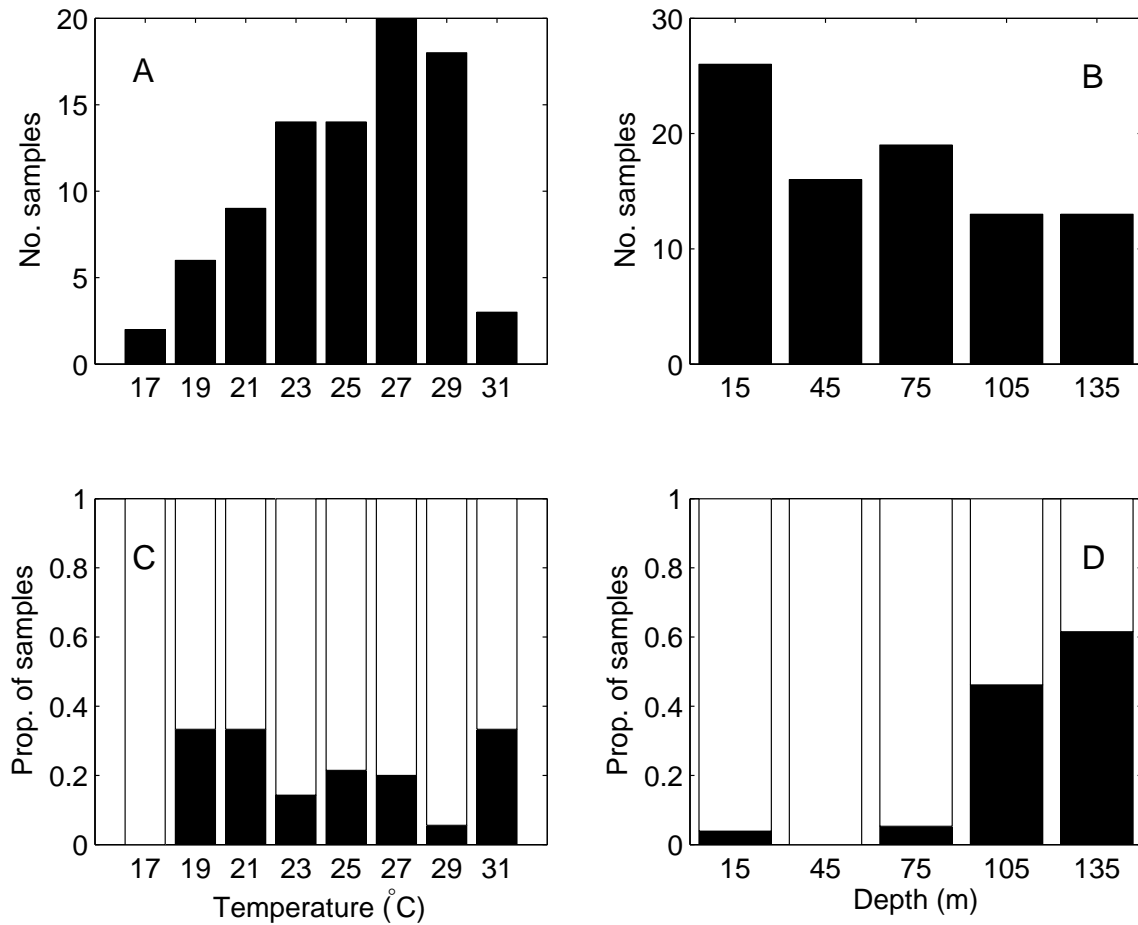 A
No. samples
20
15
10
5
0
17 19 21 23 25 27 29 31
B
No. samples
30
20
10
0
15 45 75 105 135
C
Prop. of samples
1
0.8
0.6
0.4
0.2
0
17 19 21 23 25 27 29 31
Temperature (°C)
D
Prop. of samples
1
0.8
0.6
0.4
0.2
0
15 45 75 105 135
Depth (m)